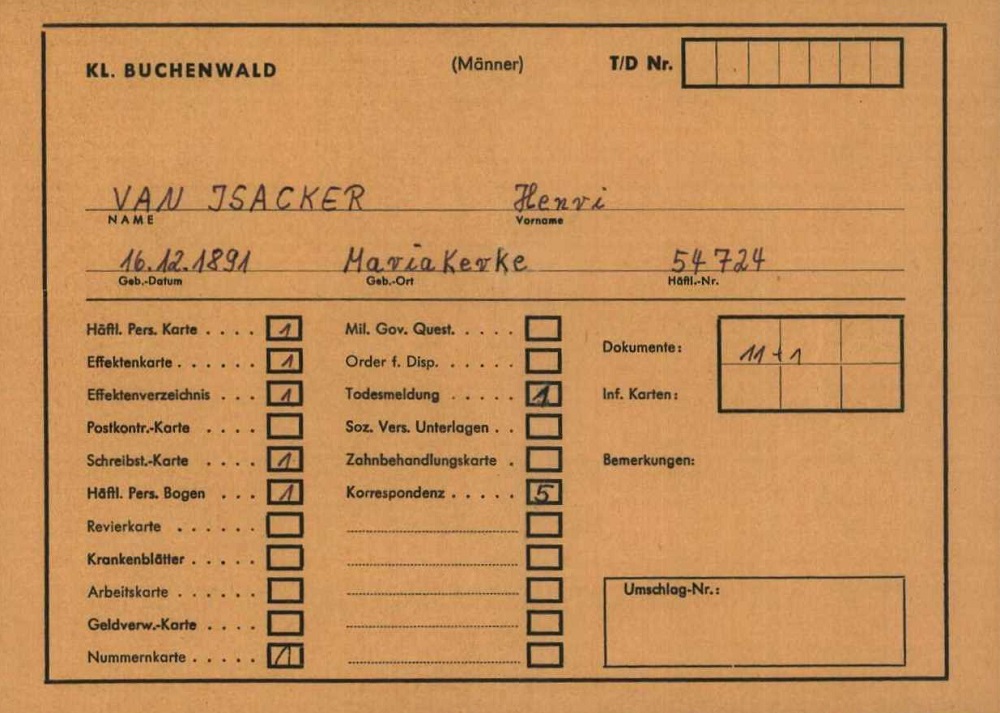 KL. BUCHENWALD (Männer) T/D Nr.
VAN ISACKER Henri
NAME Vorname
16.12.1891 Mariakerke 54724
Geb.-Datum Geb.-Ort Häftl.-Nr.
Häftl. Pers. Karte . . . . 1 Mil. Gov. Quest. . . . . .
Effektenkarte . . . . . . 1 Order f. Disp. . . . . . .
Dokumente: 11 + 1
Effektenverzeichnis . . . 1 Todesmeldung . . . . . 1 Inf. Karten:
Postkontr.-Karte . . . . Soz. Vers. Unterlagen . .
Schreibst.-Karte . . . . 1 Zahnbehandlungskarte . Bemerkungen:
Häftl. Pers. Bogen . . . 1 Korrespondenz . . . . . 5
Revierkarte . . . . . .
Krankenblätter . . . . .
Arbeitskarte . . . . . . Umschlag-Nr.:
Geldverw.-Karte . . . .
Nummernkarte . . . . . 1